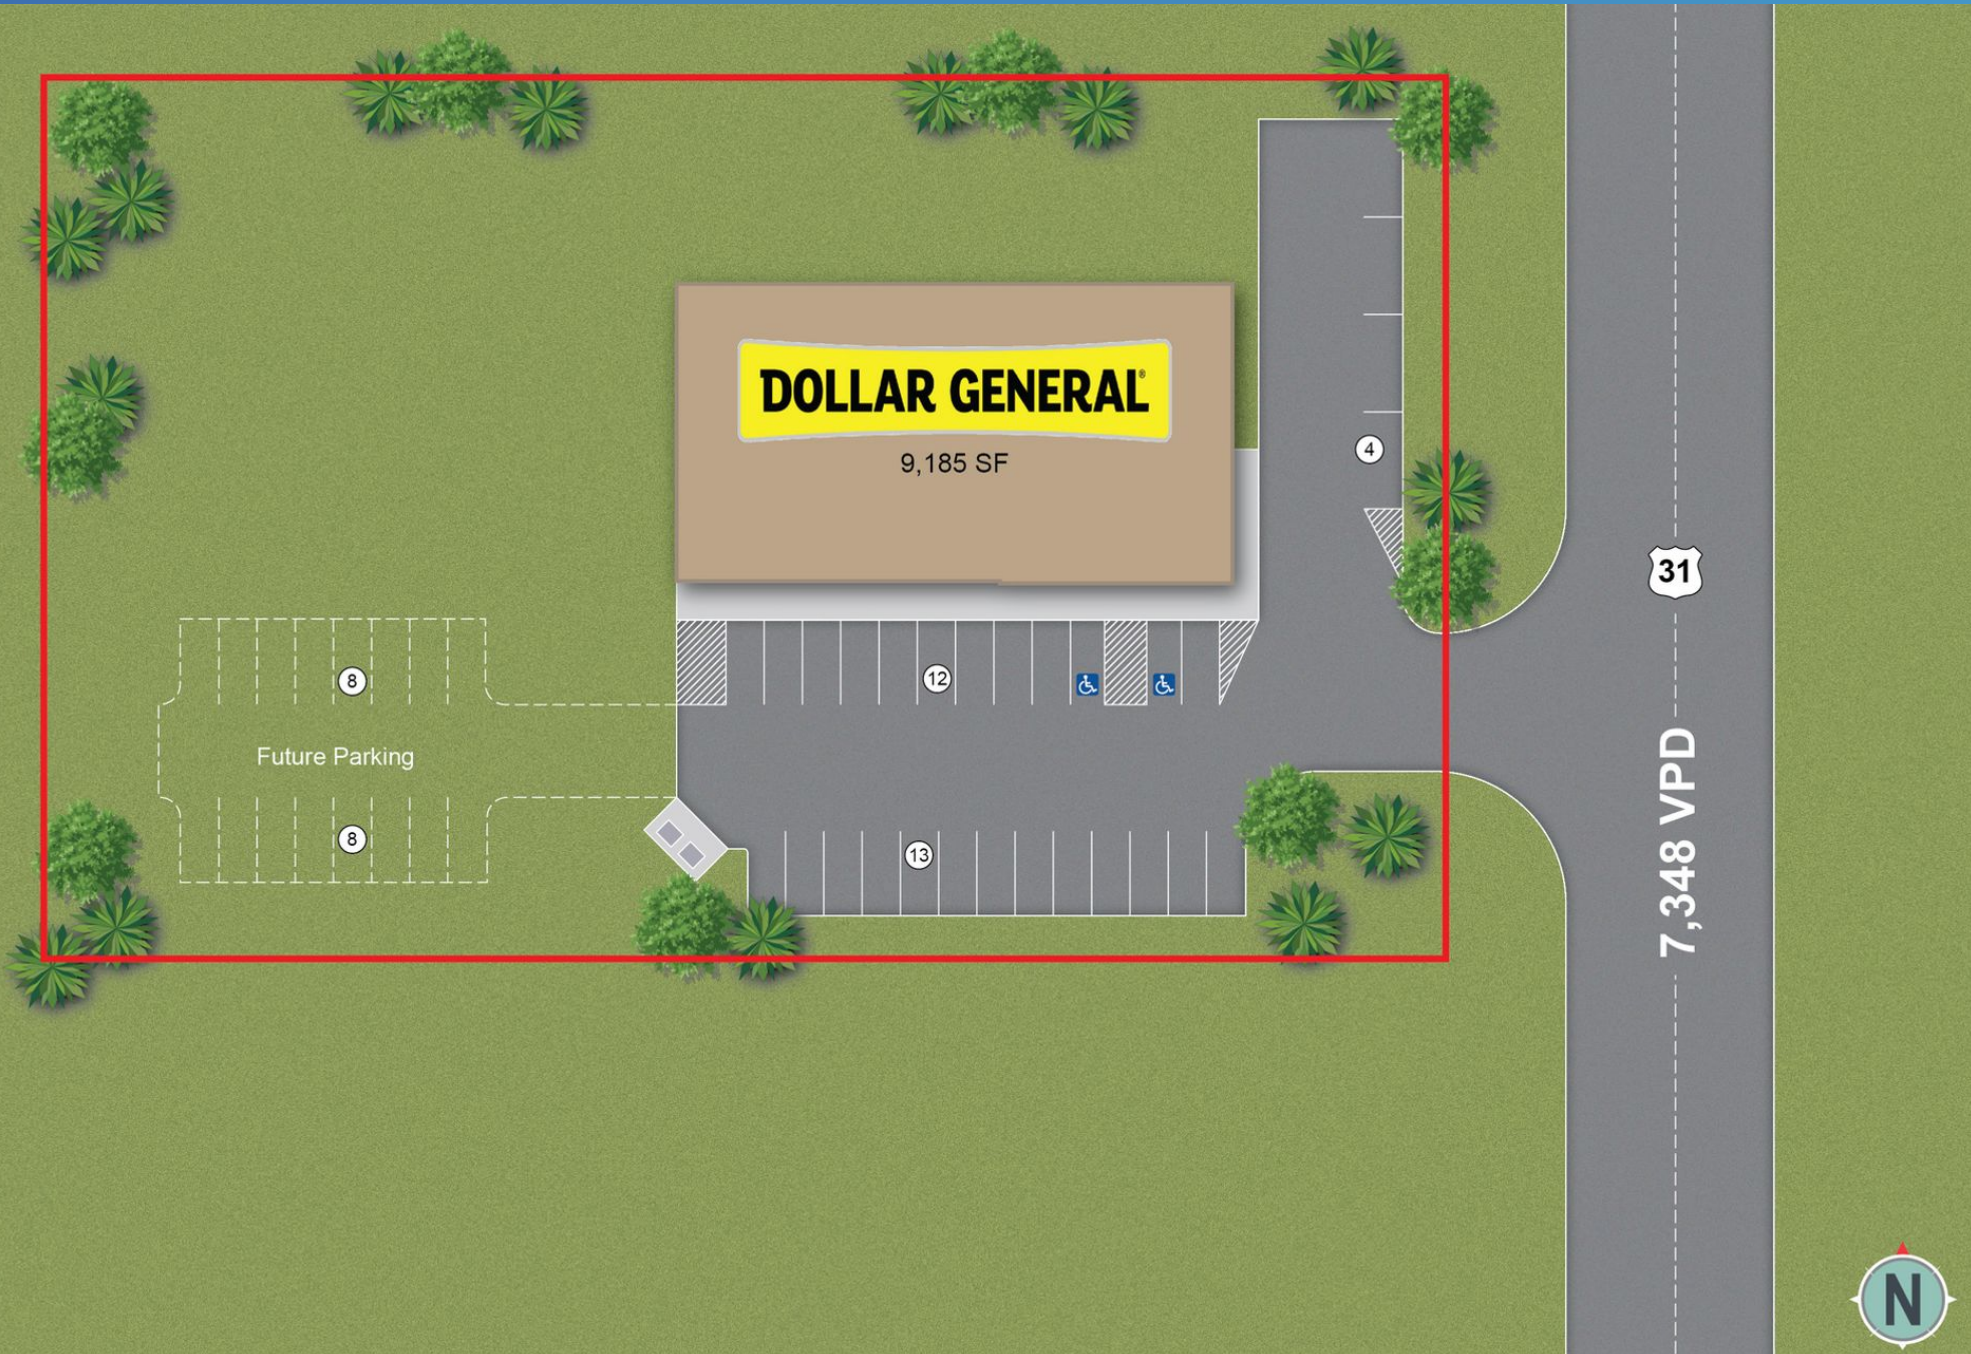 DOLLAR GENERAL®
9,185 SF
4
31
8
12
Future Parking
8
13
7,348 VPD
N